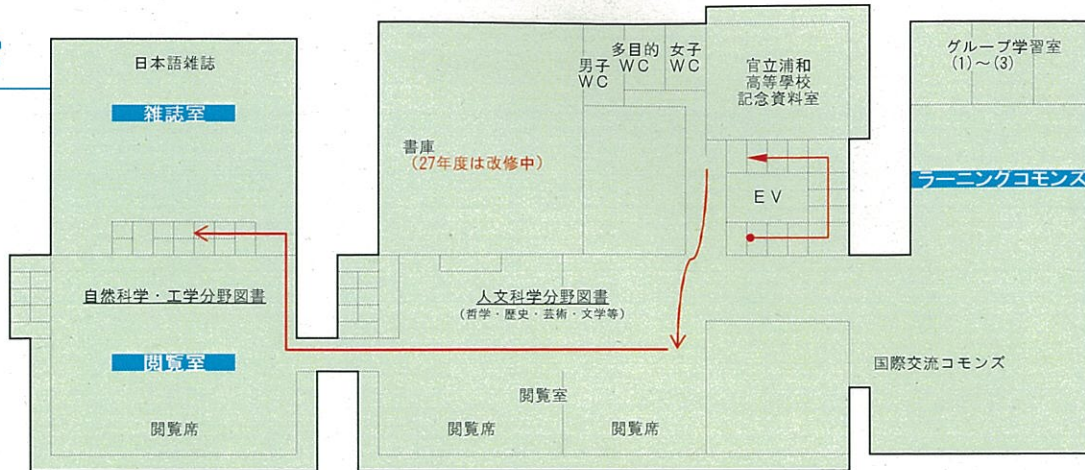 日本語雑誌
雑誌室
自然科学・工学分野図書
閲覧室
閲覧席
書庫
(27年度は改修中)
男子
WC
多目的
WC
女子
WC
官立浦和
高等學校
記念資料室
EV
人文科学分野図書
(哲学・歴史・芸術・文学等)
閲覧室
閲覧席
閲覧席
グループ学習室
(1)～(3)
ラーニングコモンズ
国際交流コモンズ